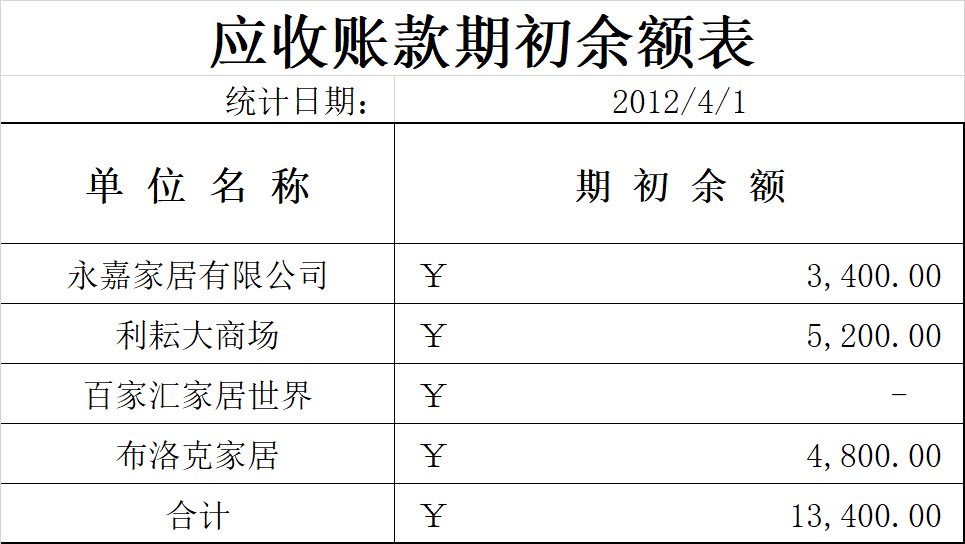 应收账款期初余额表
统计日期： 2012/4/1
单 位 名 称 期 初 余 额
永嘉家居有限公司 ￥ 3,400.00
利耘大商场 ￥ 5,200.00
百家汇家居世界 ￥ -
布洛克家居 ￥ 4,800.00
合计 ￥ 13,400.00